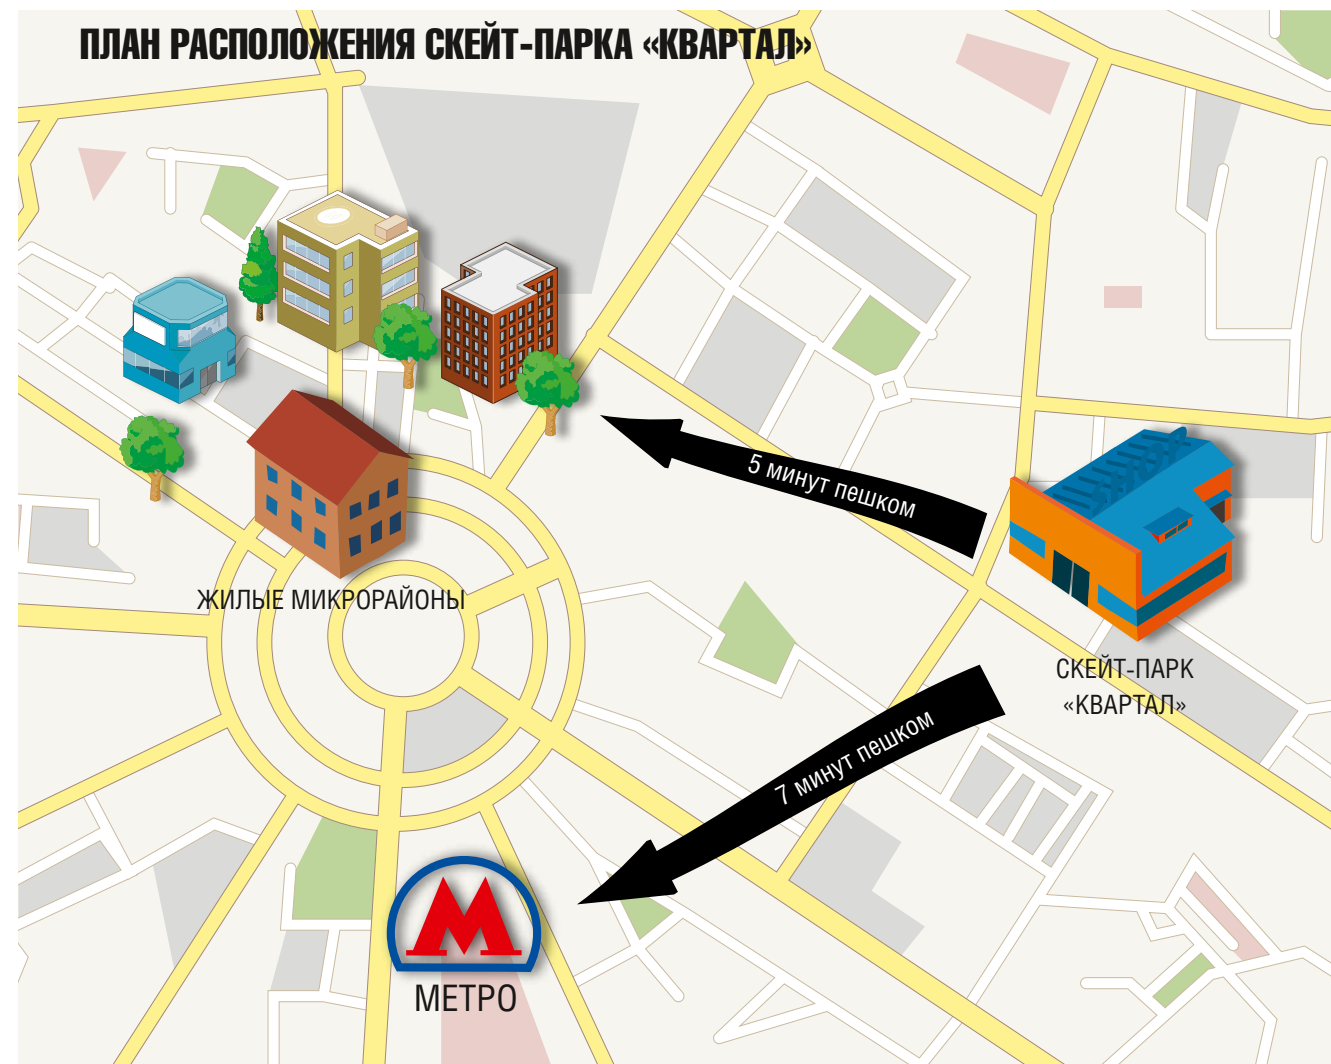 ПЛАН РАСПОЛОЖЕНИЯ СКЕЙТ-ПАРКА «КВАРТАЛ»
5 минут пешком
ЖИЛЫЕ МИКРОРАЙОНЫ
СКЕЙТ-ПАРК
«КВАРТАЛ»
7 минут пешком
М
МЕТРО